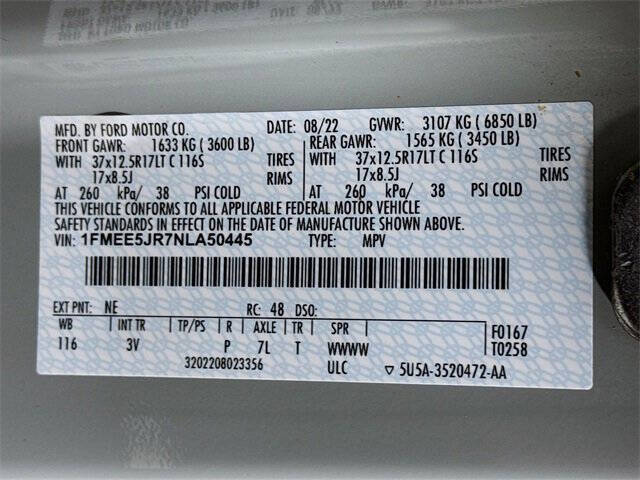 MFD. BY FORD MOTOR CO. DATE: 08/22 GVWR: 3107 KG ( 6850 LB)
FRONT GAWR: 1633 KG ( 3600 LB) REAR GAWR: 1565 KG ( 3450 LB)
WITH 37x12.5R17LT C 116S TIRES WITH 37x12.5R17LT C 116S TIRES
17x8.5J RIMS 17x8.5J RIMS
AT 260 kPa/ 38 PSI COLD AT 260 kPa/ 38 PSI COLD
THIS VEHICLE CONFORMS TO ALL APPLICABLE FEDERAL MOTOR VEHICLE
SAFETY STANDARDS IN EFFECT ON THE DATE OF MANUFACTURE SHOWN ABOVE.
VIN: 1FMEE5JR7NLA50445 TYPE: MPV
EXT PNT: NE RC: 48 DSO:
WB INT TR TP/PS R AXLE TR SPR F0167
116 3V P 7L T WWWW T0258
3202208023356 ULC ▽ 5U5A-3520472-AA